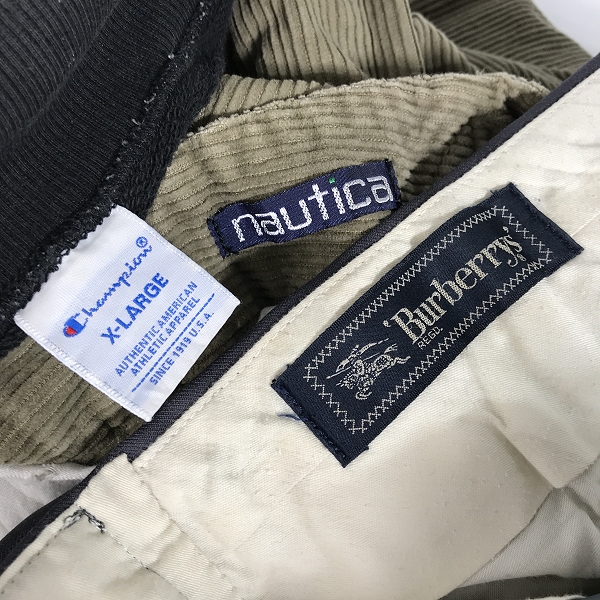 nautica
Champion®
X-LARGE
AUTHENTIC AMERICAN
ATHLETIC APPAREL
SINCE 1919 U.S.A.
Burberrys'
REGD.